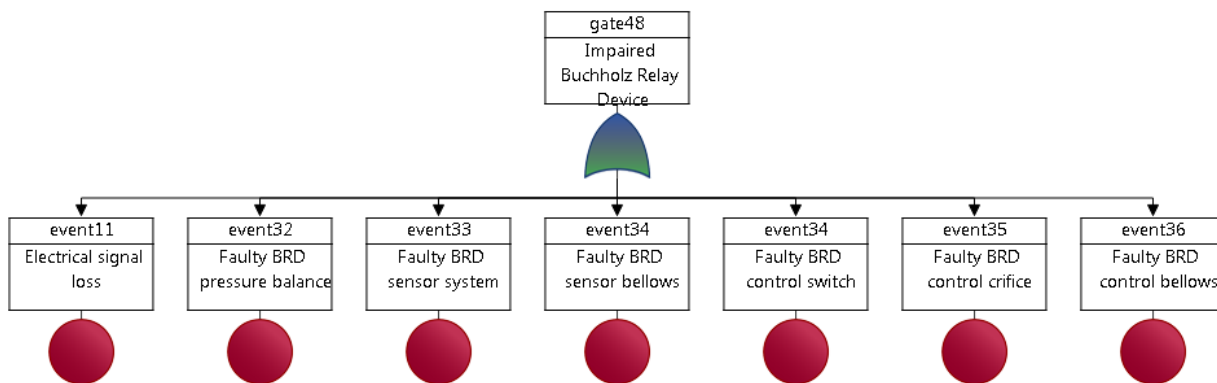 gate48
Impaired
Buchholz Relay
Device
event11
Electrical signal
loss
event32
Faulty BRD
pressure balance
event33
Faulty BRD
sensor system
event34
Faulty BRD
sensor bellows
event34
Faulty BRD
control switch
event35
Faulty BRD
control crifice
event36
Faulty BRD
control bellows